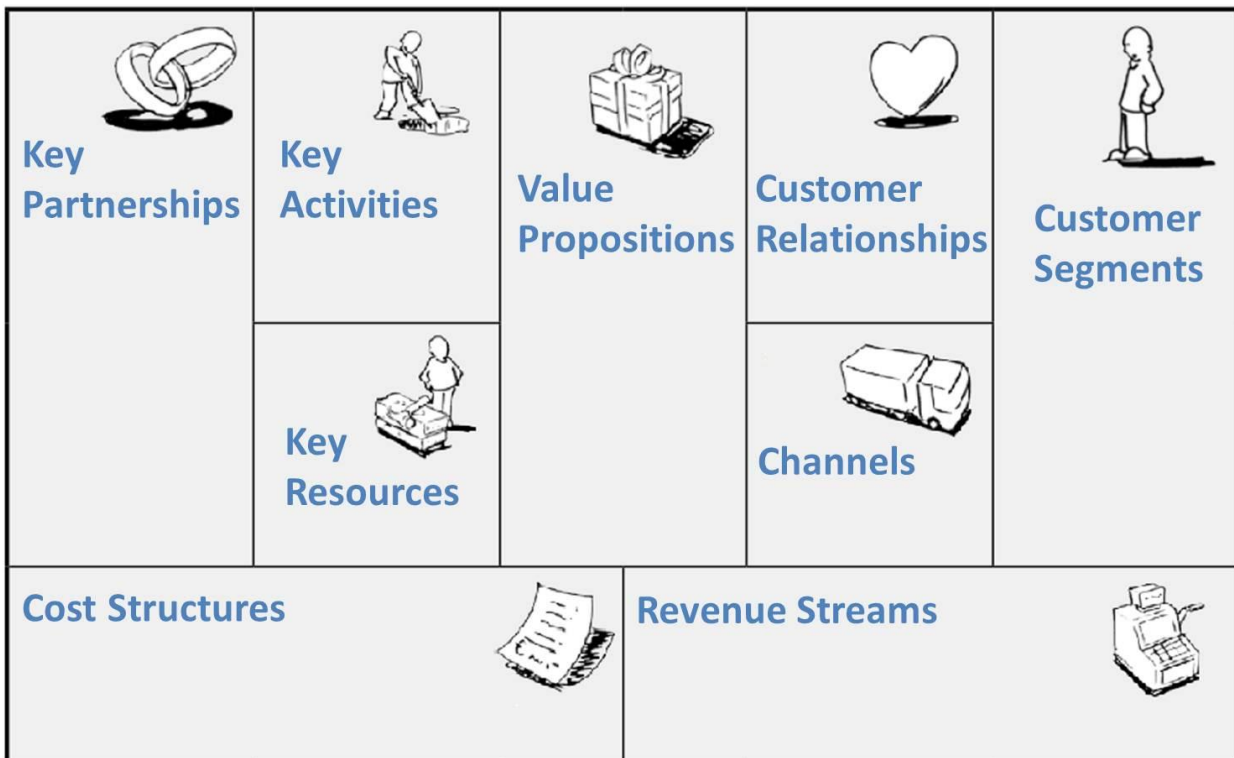 Key
Partnerships
Key
Activities
Value
Propositions
Customer
Relationships
Customer
Segments
Key
Resources
Channels
Cost Structures
Revenue Streams